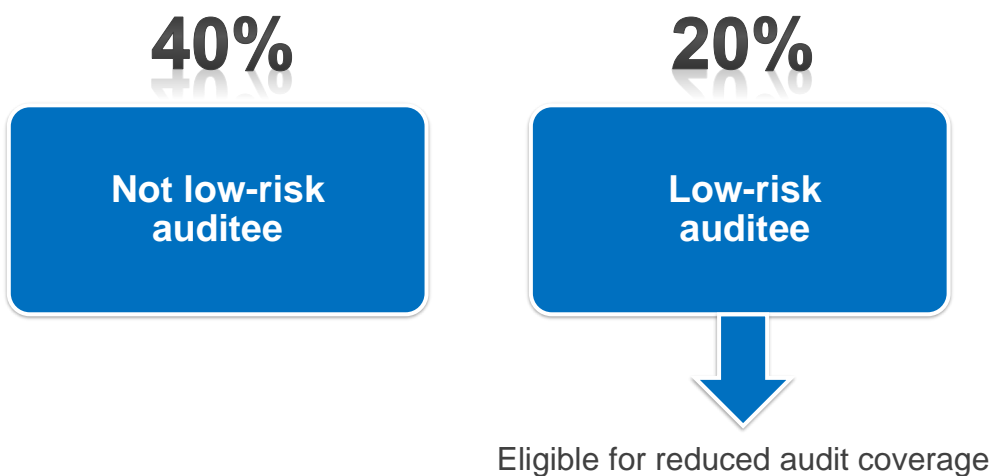 40%
20%
Not low-risk
auditee
Low-risk
auditee
Eligible for reduced audit coverage